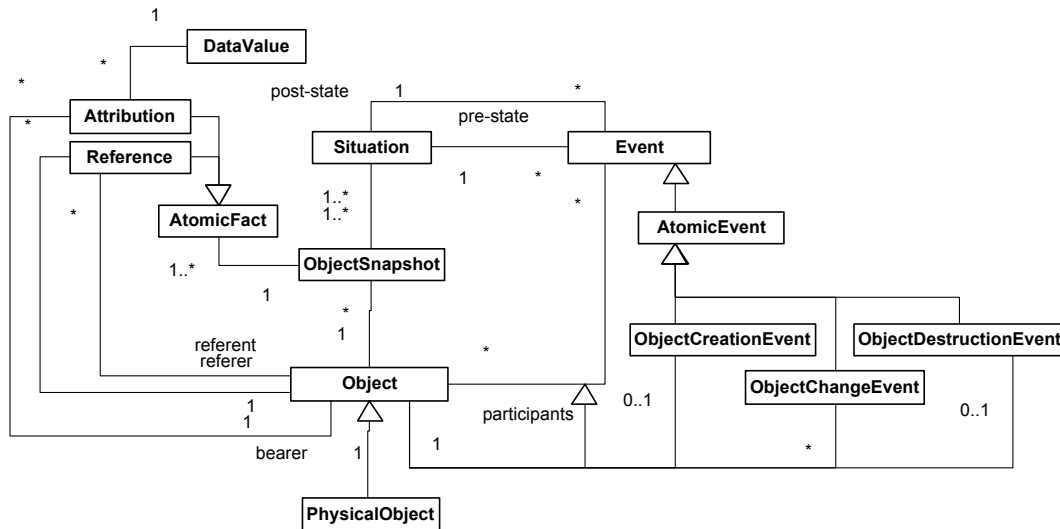 1
DataValue
*
*
post-state
1
*
Attribution
*
pre-state
Situation
Event
Reference
1
*
1..*
*
*
1..*
AtomicFact
AtomicEvent
ObjectSnapshot
1..*
1
*
1
ObjectCreationEvent
ObjectDestructionEvent
referent
*
referer
Object
ObjectChangeEvent
1
participants
0..1
0..1
1
bearer
1
1
*
PhysicalObject